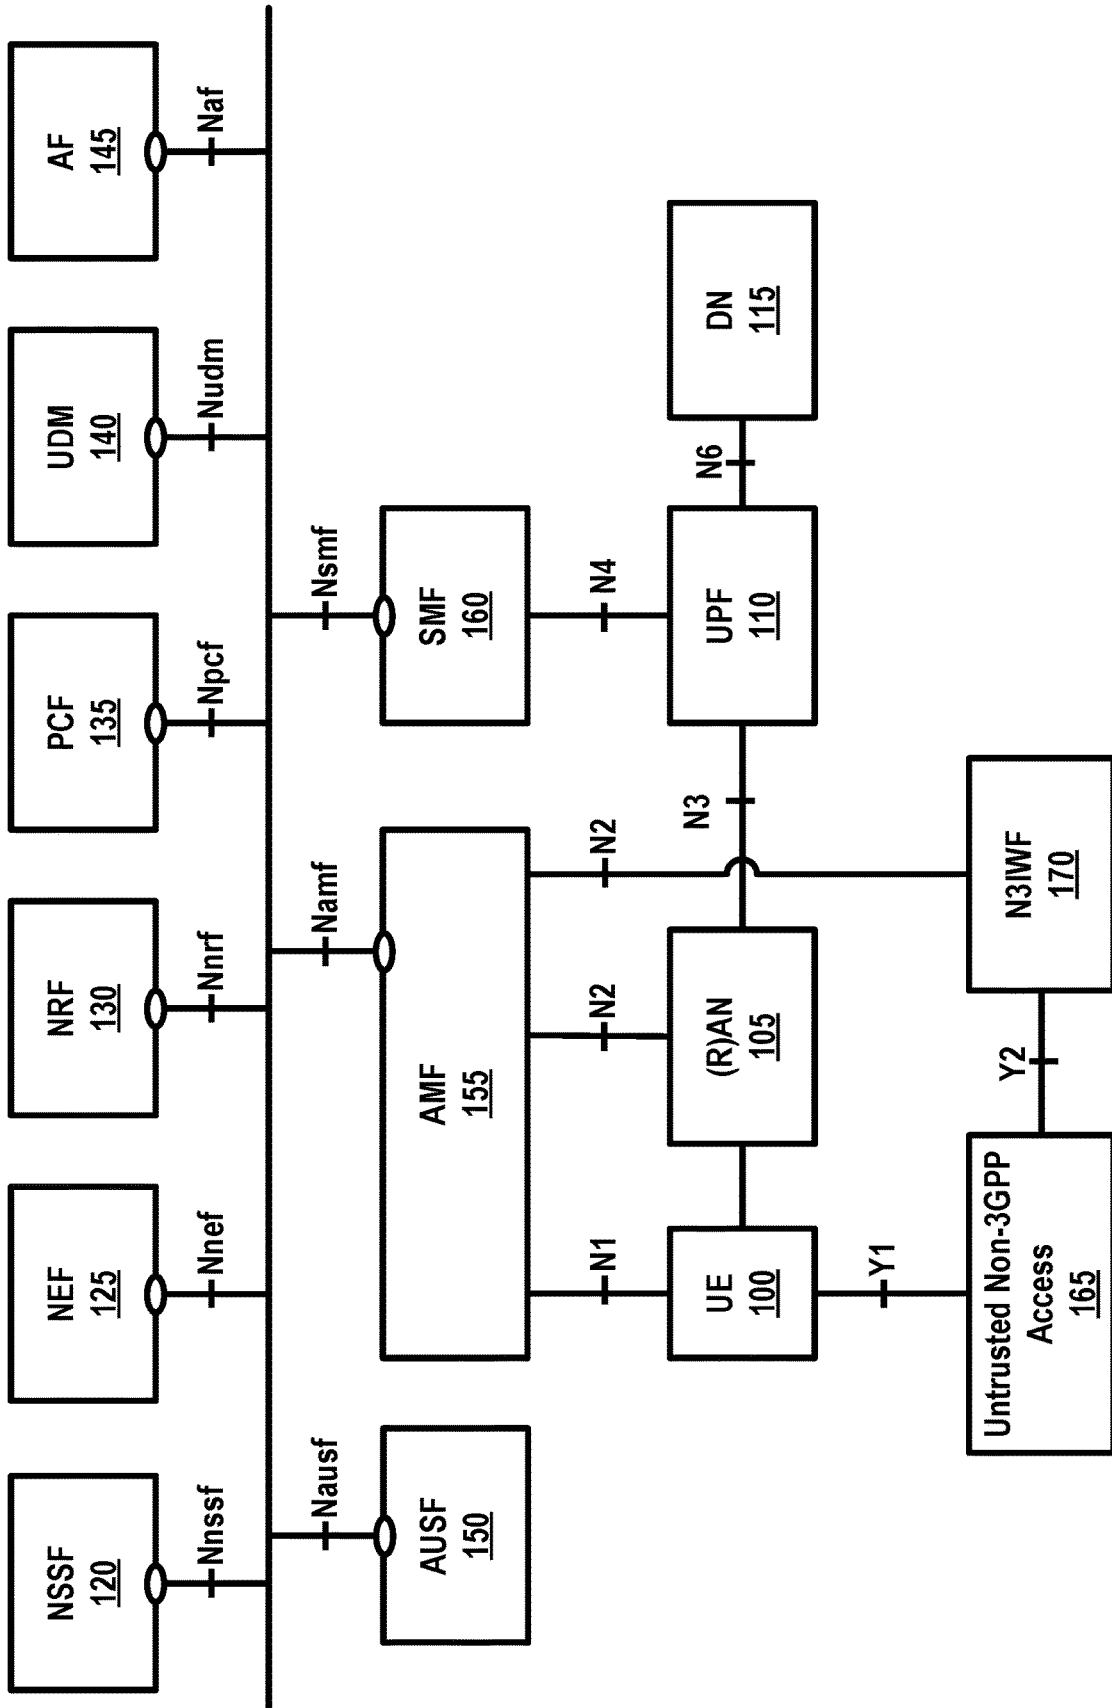 NSSF
120
NEF
125
NRF
130
PCF
135
UDM
140
AF
145
Nnssf
Nnef
Nnrf
Npcf
Nudm
Naf
Nausf
Namf
Nsmf
AUSF
150
AMF
155
SMF
160
N1
N2
N2
N4
UE
100
(R)AN
105
N3
UPF
110
N6
DN
115
Y1
Untrusted Non-3GPP
Access
165
Y2
N3IWF
170